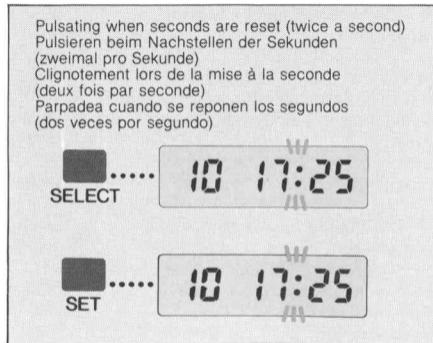 Pulsating when seconds are reset (twice a second)
Pulsieren beim Nachstellen der Sekunden
(zweimal pro Sekunde)
Clignotement lors de la mise à la seconde
(deux fois par seconde)
Parpadea cuando se reponen los segundos
(dos veces por segundo)
10 17:25
SELECT
10 17:25
SET